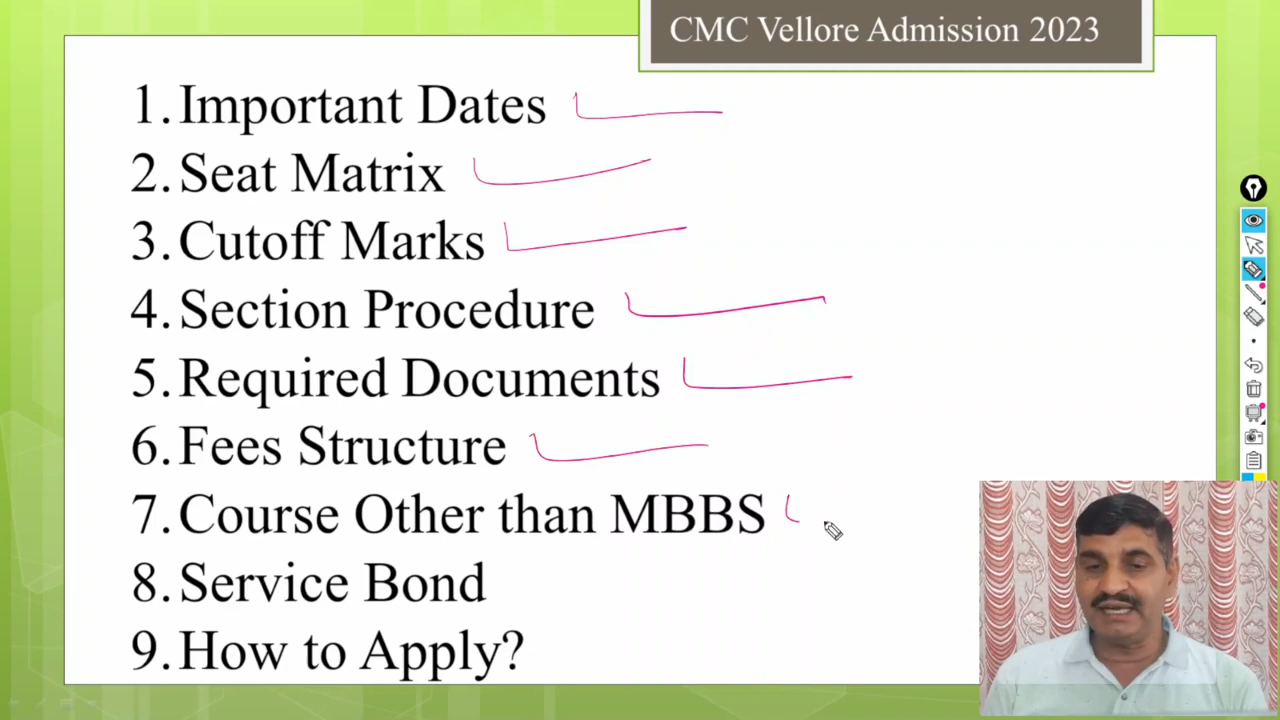 CMC Vellore Admission 2023
1. Important Dates
2. Seat Matrix
3. Cutoff Marks
4. Section Procedure
5. Required Documents
6. Fees Structure
7. Course Other than MBBS
8. Service Bond
9. How to Apply?